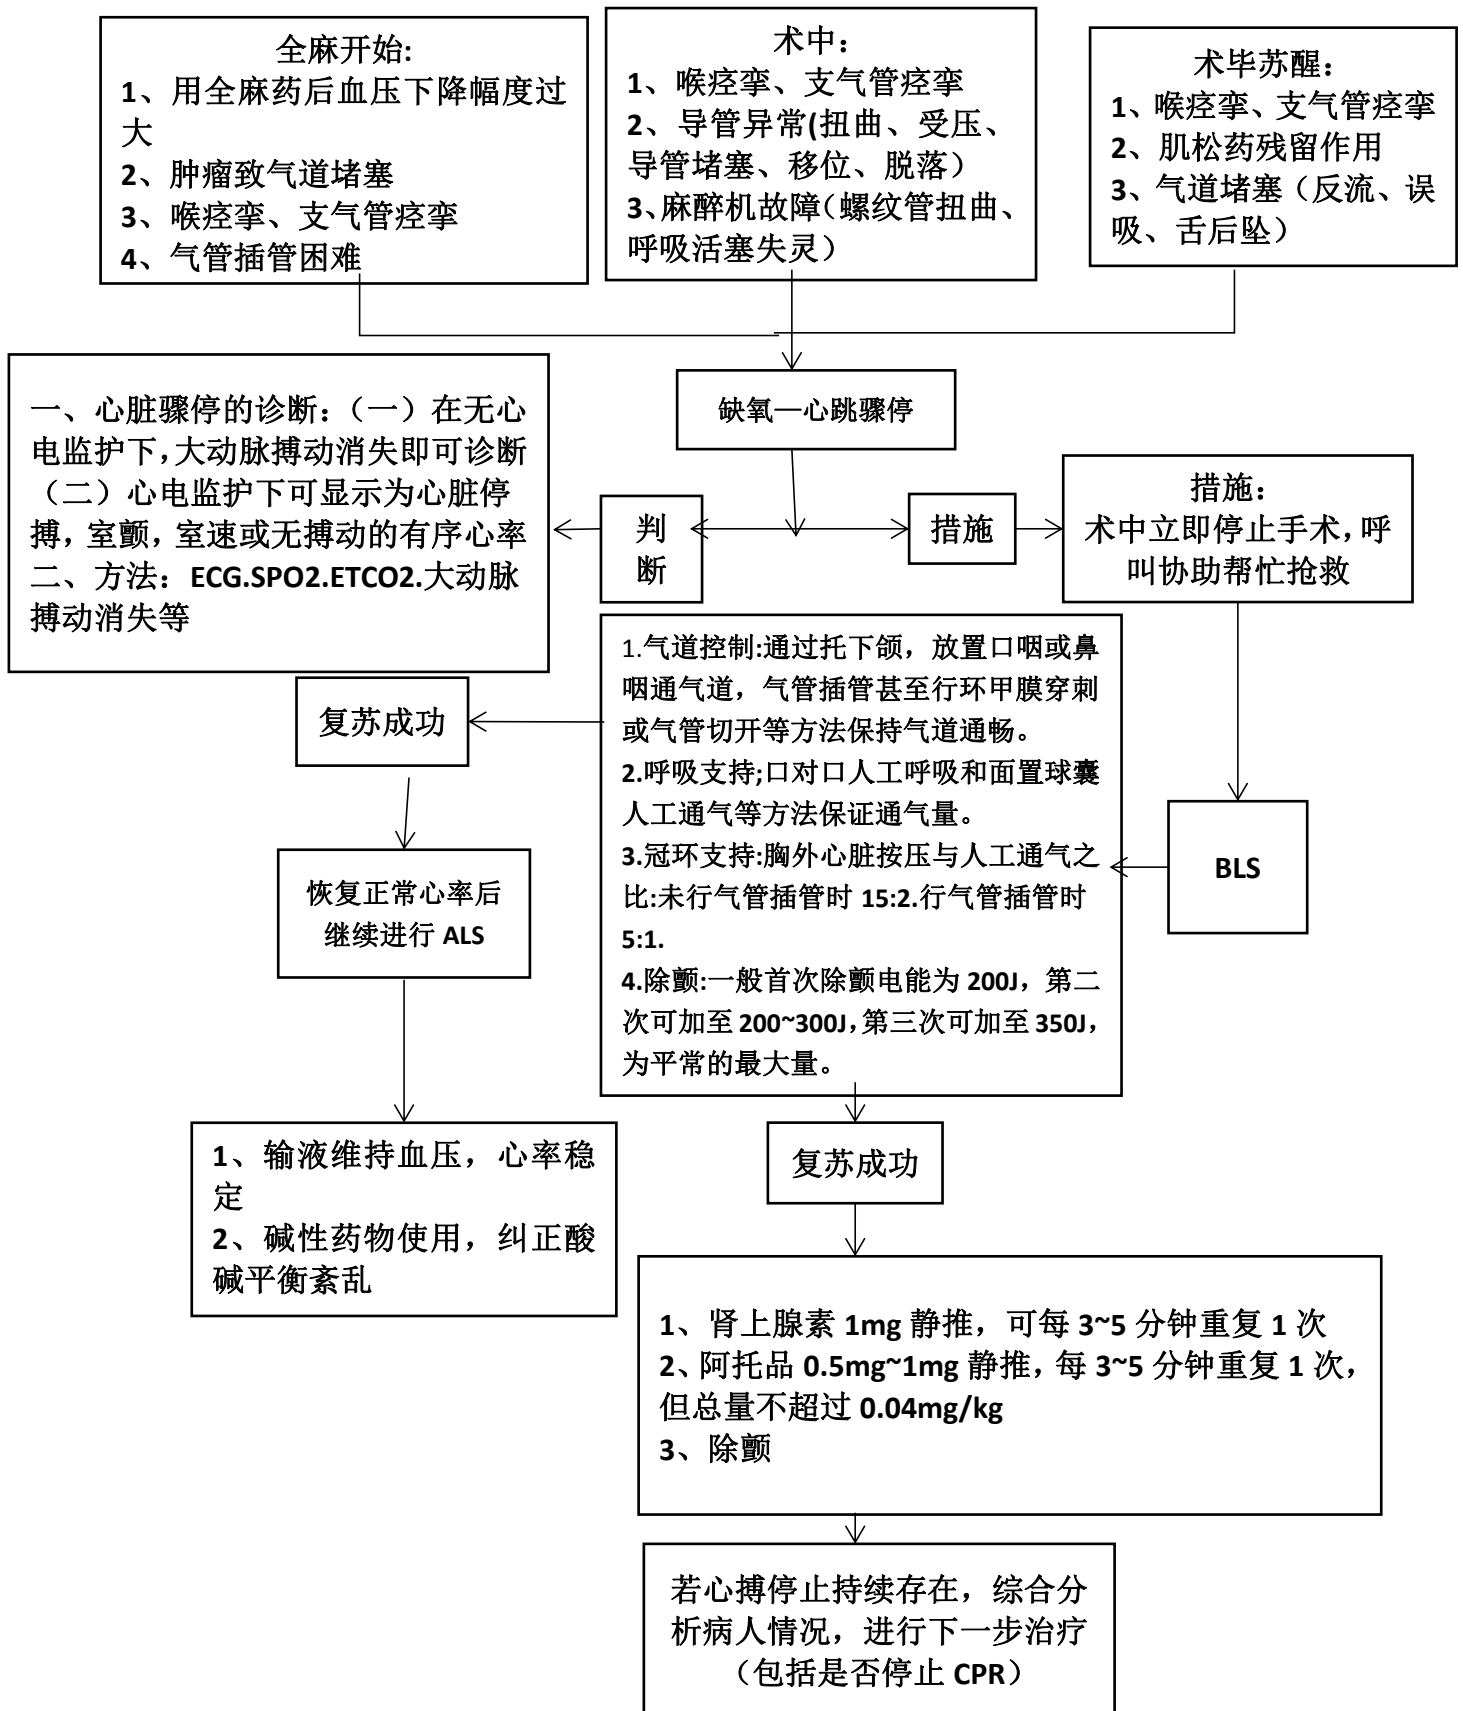 全麻开始:
1、用全麻药后血压下降幅度过
大
2、肿瘤致气道堵塞
3、喉痉挛、支气管痉挛
4、气管插管困难
术中：
1、喉痉挛、支气管痉挛
2、导管异常(扭曲、受压、
导管堵塞、移位、脱落）
3、麻醉机故障（螺纹管扭曲、
呼吸活塞失灵）
术毕苏醒：
1、喉痉挛、支气管痉挛
2、肌松药残留作用
3、气道堵塞（反流、误
吸、舌后坠）
缺氧—心跳骤停
一、心脏骤停的诊断：（一）在无心
电监护下，大动脉搏动消失即可诊断
（二）心电监护下可显示为心脏停
搏，室颤，室速或无搏动的有序心率
二、方法：ECG.SPO2.ETCO2.大动脉
搏动消失等
判
断
措施
措施：
术中立即停止手术，呼
叫协助帮忙抢救
1.气道控制:通过托下颌，放置口咽或鼻
咽通气道，气管插管甚至行环甲膜穿刺
或气管切开等方法保持气道通畅。
2.呼吸支持;口对口人工呼吸和面置球囊
人工通气等方法保证通气量。
3.冠环支持:胸外心脏按压与人工通气之
比:未行气管插管时 15:2.行气管插管时
5:1.
4.除颤:一般首次除颤电能为 200J，第二
次可加至 200~300J，第三次可加至 350J，
为平常的最大量。
BLS
复苏成功
恢复正常心率后
继续进行 ALS
1、输液维持血压，心率稳
定
2、碱性药物使用，纠正酸
碱平衡紊乱
复苏成功
1、肾上腺素 1mg 静推，可每 3~5 分钟重复 1 次
2、阿托品 0.5mg~1mg 静推，每 3~5 分钟重复 1 次，
但总量不超过 0.04mg/kg
3、除颤
若心搏停止持续存在，综合分
析病人情况，进行下一步治疗
（包括是否停止 CPR）